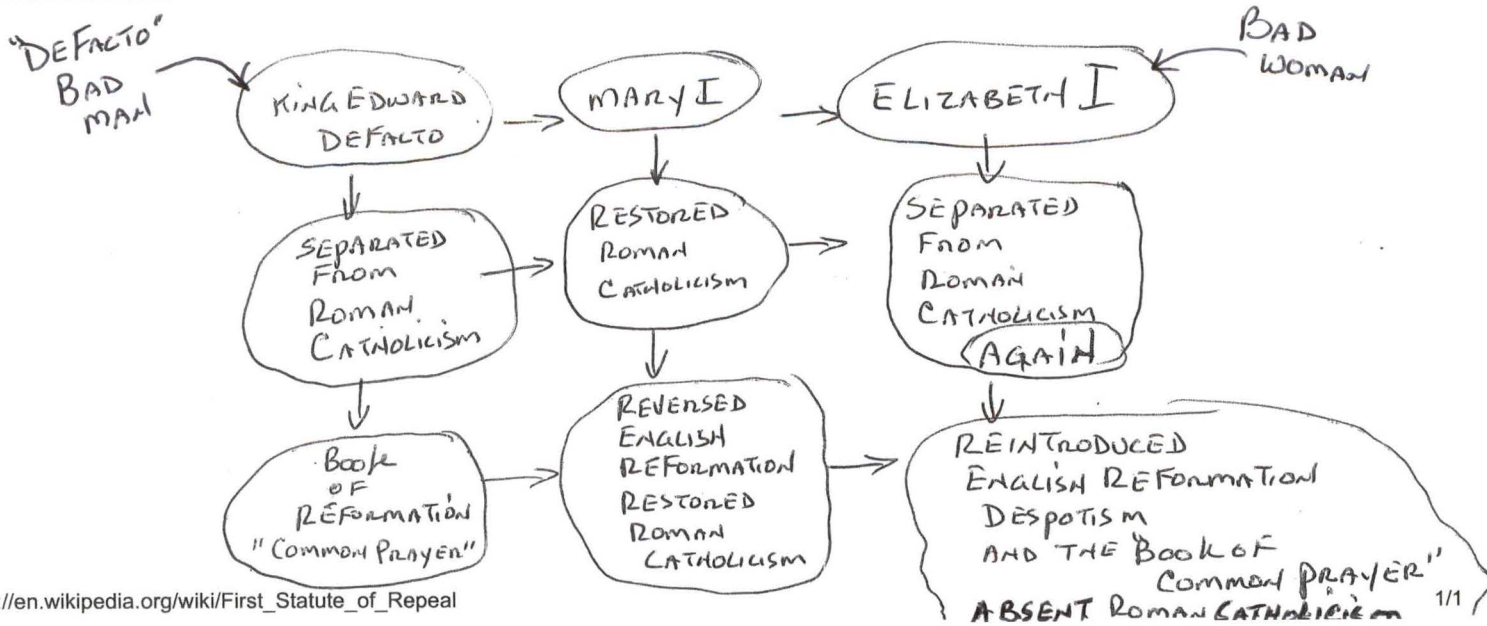 "DEFACTO"
BAD
MAN
KING EDWARD
DEFACTO
MARY I
ELIZABETH I
BAD
WOMAN
SEPARATED
FROM
ROMAN
CATHOLICISM
RESTORED
ROMAN
CATHOLICISM
SEPARATED
FROM
ROMAN
CATHOLICISM
AGAIN
Book
OF
REFORMATION
"COMMON PRAYER"
REVERSED
ENGLISH
REFORMATION
RESTORED
ROMAN
CATHOLICISM
REINTRODUCED
ENGLISH REFORMATION
DESPOTISM
AND THE "BOOK OF
COMMON PRAYER"
ABSENT ROMAN CATHOLICISM
://en.wikipedia.org/wiki/First_Statute_of_Repeal
1/1